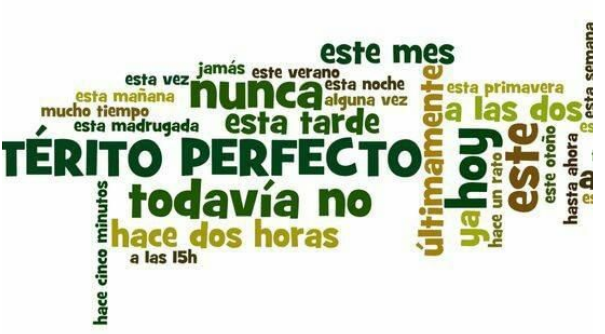 este mes
jamás
este verano
esta vez
nunca
esta noche
esta mañana
alguna vez
mucho tiempo
esta madrugada
esta tarde
TÉRITO PERFECTO
todavía no
hace dos horas
a las 15h
hace cinco minutos
últimamente
esta primavera
a las dos
ya
hoy
hace un rato
este
este otoño
hasta ahora
esta semana